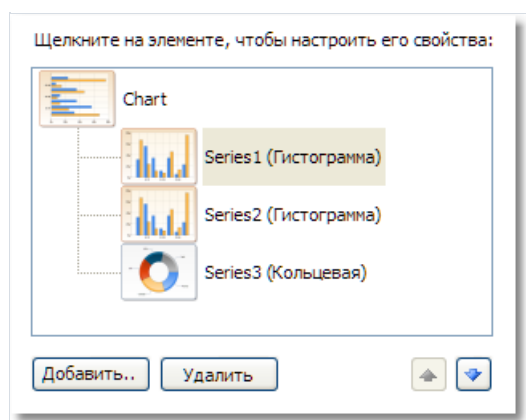 Щелкните на элементе, чтобы настроить его свойства:
Chart
Series1 (Гистограмма)
Series2 (Гистограмма)
Series3 (Кольцевая)
Добавить.. Удалить